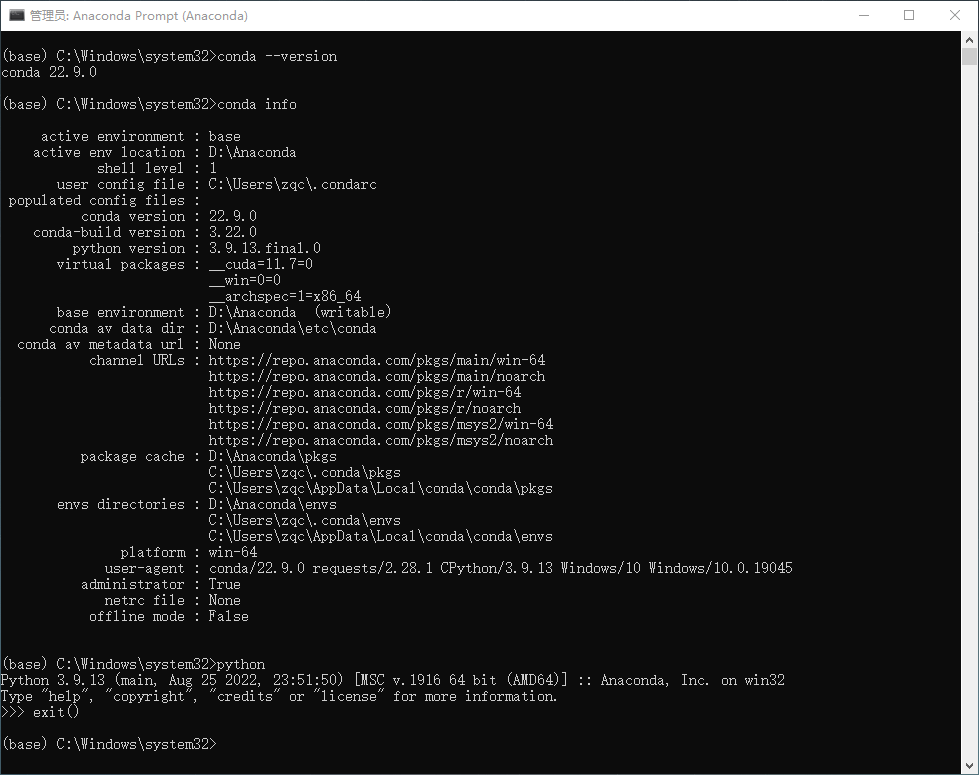 管理员: Anaconda Prompt (Anaconda)
(base) C:\Windows\system32>conda --version
conda 22.9.0
(base) C:\Windows\system32>conda info
active environment : base
active env location : D:\Anaconda
shell level : 1
user config file : C:\Users\zqc\.condarc
populated config files :
conda version : 22.9.0
conda-build version : 3.22.0
python version : 3.9.13.final.0
virtual packages : __cuda=11.7=0
__win=0=0
__archspec=1=x86_64
base environment : D:\Anaconda  (writable)
conda av data dir : D:\Anaconda\etc\conda
conda av metadata url : None
channel URLs : https://repo.anaconda.com/pkgs/main/win-64
https://repo.anaconda.com/pkgs/main/noarch
https://repo.anaconda.com/pkgs/r/win-64
https://repo.anaconda.com/pkgs/r/noarch
https://repo.anaconda.com/pkgs/msys2/win-64
https://repo.anaconda.com/pkgs/msys2/noarch
package cache : D:\Anaconda\pkgs
C:\Users\zqc\.conda\pkgs
C:\Users\zqc\AppData\Local\conda\conda\pkgs
envs directories : D:\Anaconda\envs
C:\Users\zqc\.conda\envs
C:\Users\zqc\AppData\Local\conda\conda\envs
platform : win-64
user-agent : conda/22.9.0 requests/2.28.1 CPython/3.9.13 Windows/10 Windows/10.0.19045
administrator : True
netrc file : None
offline mode : False
(base) C:\Windows\system32>python
Python 3.9.13 (main, Aug 25 2022, 23:51:50) [MSC v.1916 64 bit (AMD64)] :: Anaconda, Inc. on win32
Type "help", "copyright", "credits" or "license" for more information.
>>> exit()
(base) C:\Windows\system32>